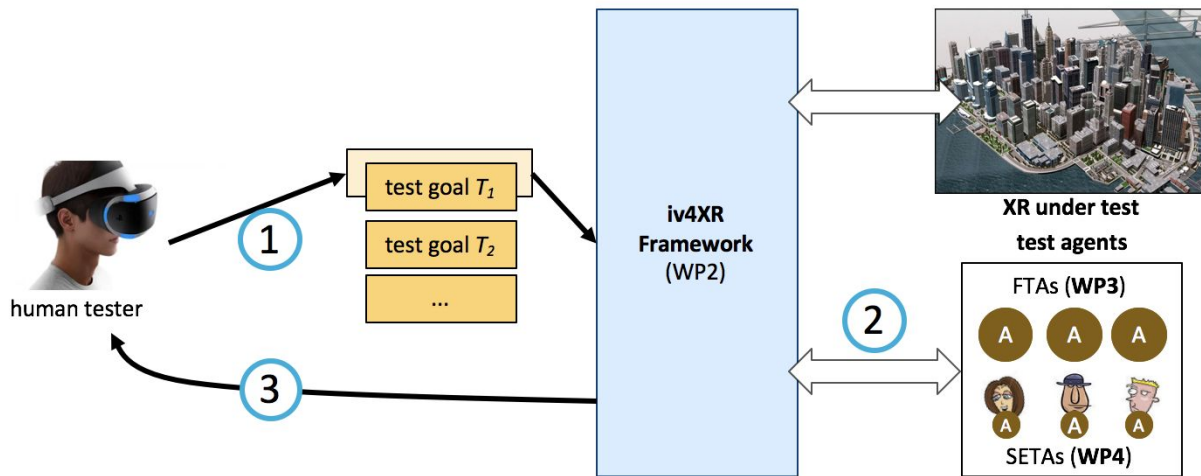 human tester
1
test goal T1
test goal T2
...
3
iv4XR
Framework
(WP2)
2
XR under test
test agents
FTAs (WP3)
A A A
A A A
SETAs (WP4)